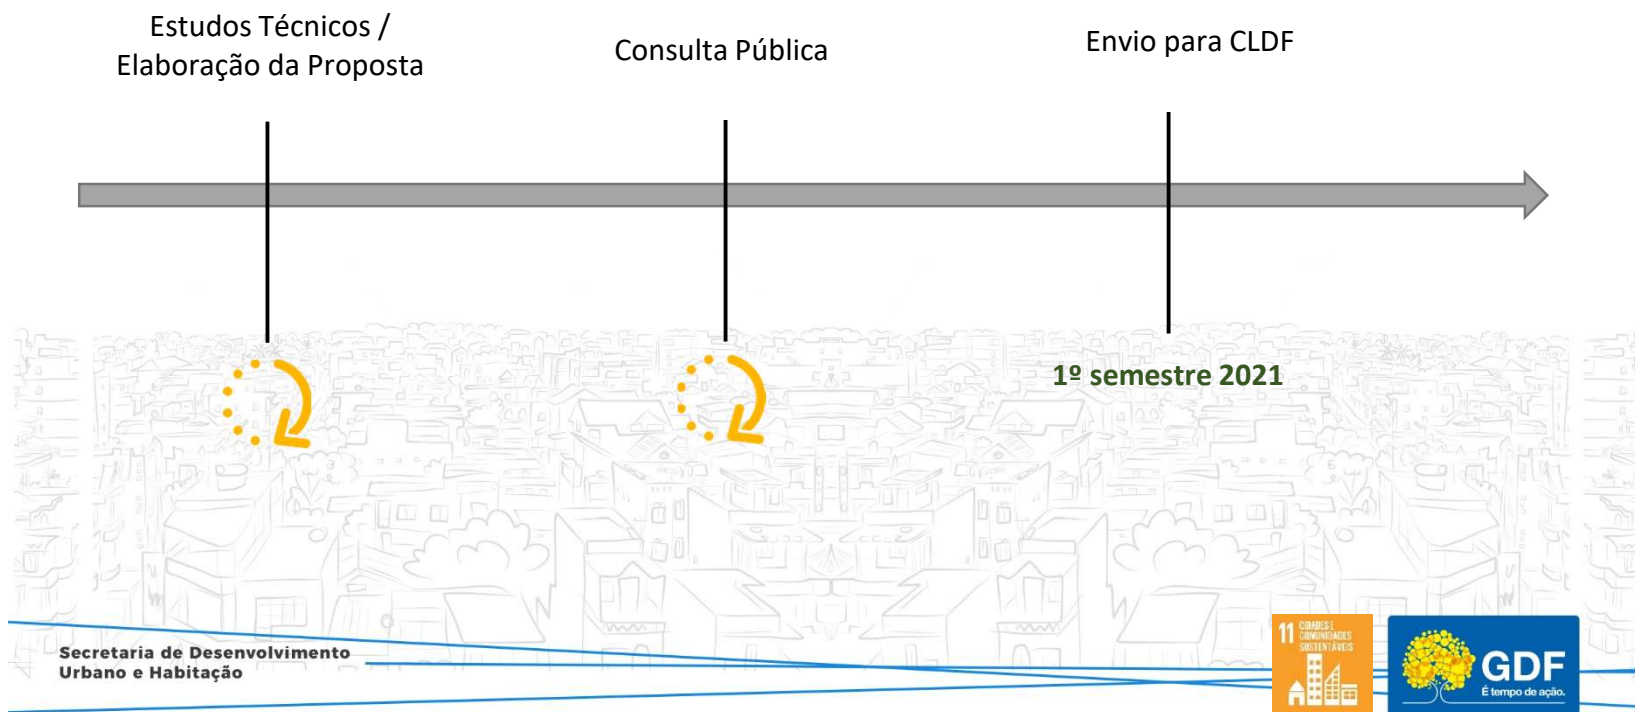 Estudos Técnicos /
Elaboração da Proposta
Consulta Pública
Envio para CLDF
1º semestre 2021
Secretaria de Desenvolvimento
Urbano e Habitação
11 CIDADES E
COMUNIDADES
SUSTENTÁVEIS
GDF
É tempo de ação.